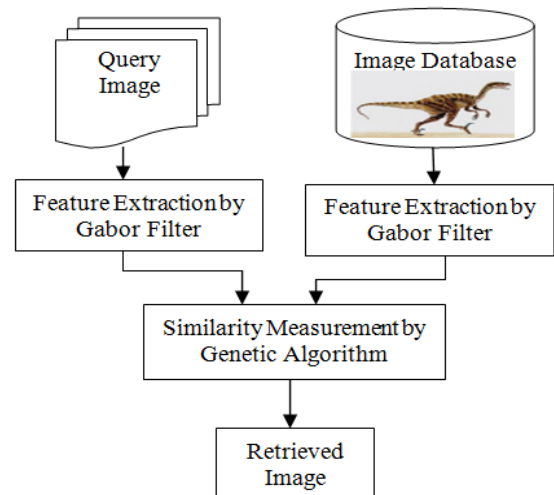 Query
Image
Image Database
Feature Extraction by
Gabor Filter
Feature Extraction by
Gabor Filter
Similarity Measurement by
Genetic Algorithm
Retrieved
Image